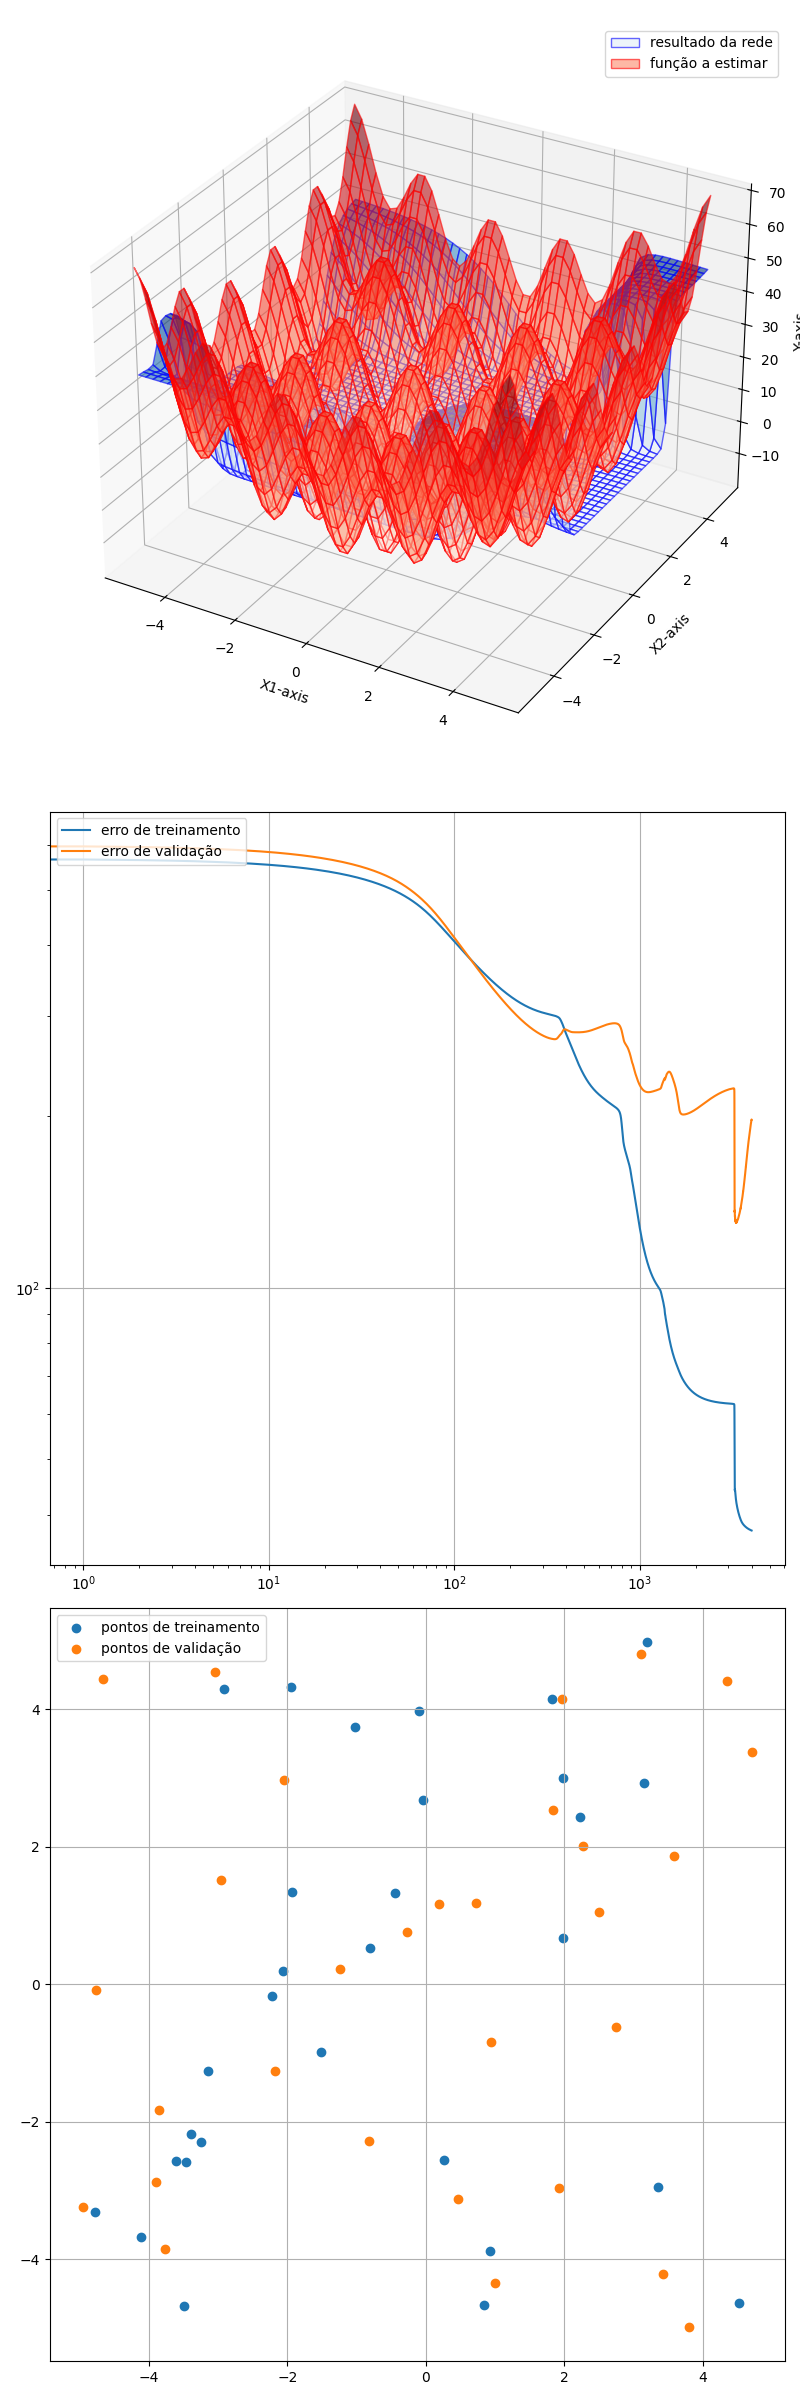 resultado da rede
função a estimar
70
60
50
40
30
20
10
0
−10
Y-axis
4
2
0
−2
−4
X2-axis
−4
−2
0
2
4
X1-axis
erro de treinamento
erro de validação
10²
10⁰ 10¹ 10² 10³
pontos de treinamento
pontos de validação
4
2
0
−2
−4
−4 −2 0 2 4